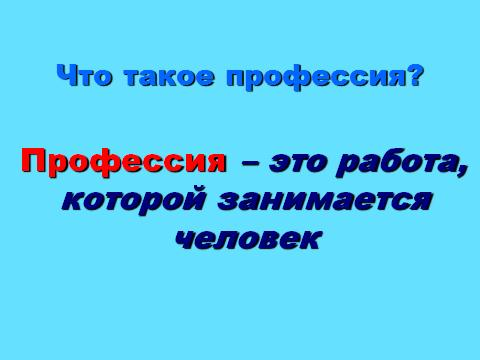 Что такое профессия?
Профессия – это работа,
которой занимается
человек